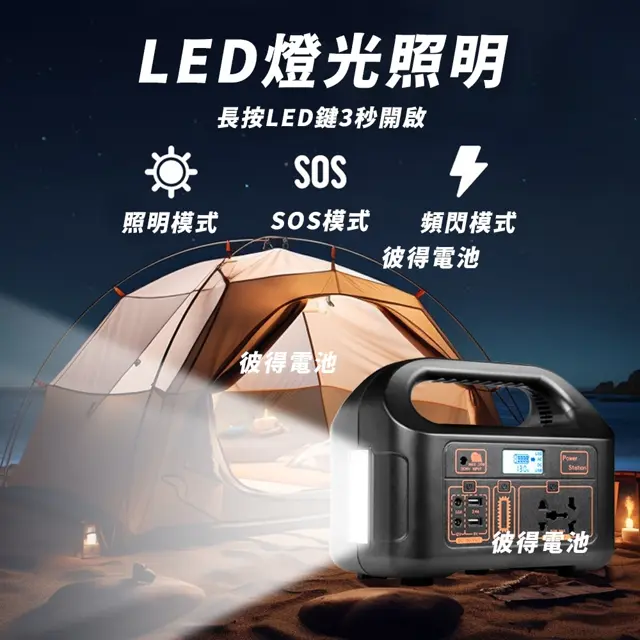 LED燈光照明
長按LED鍵3秒開啟
SOS
照明模式
SOS模式
頻閃模式
彼得電池
彼得電池
Power
Station
彼得電池